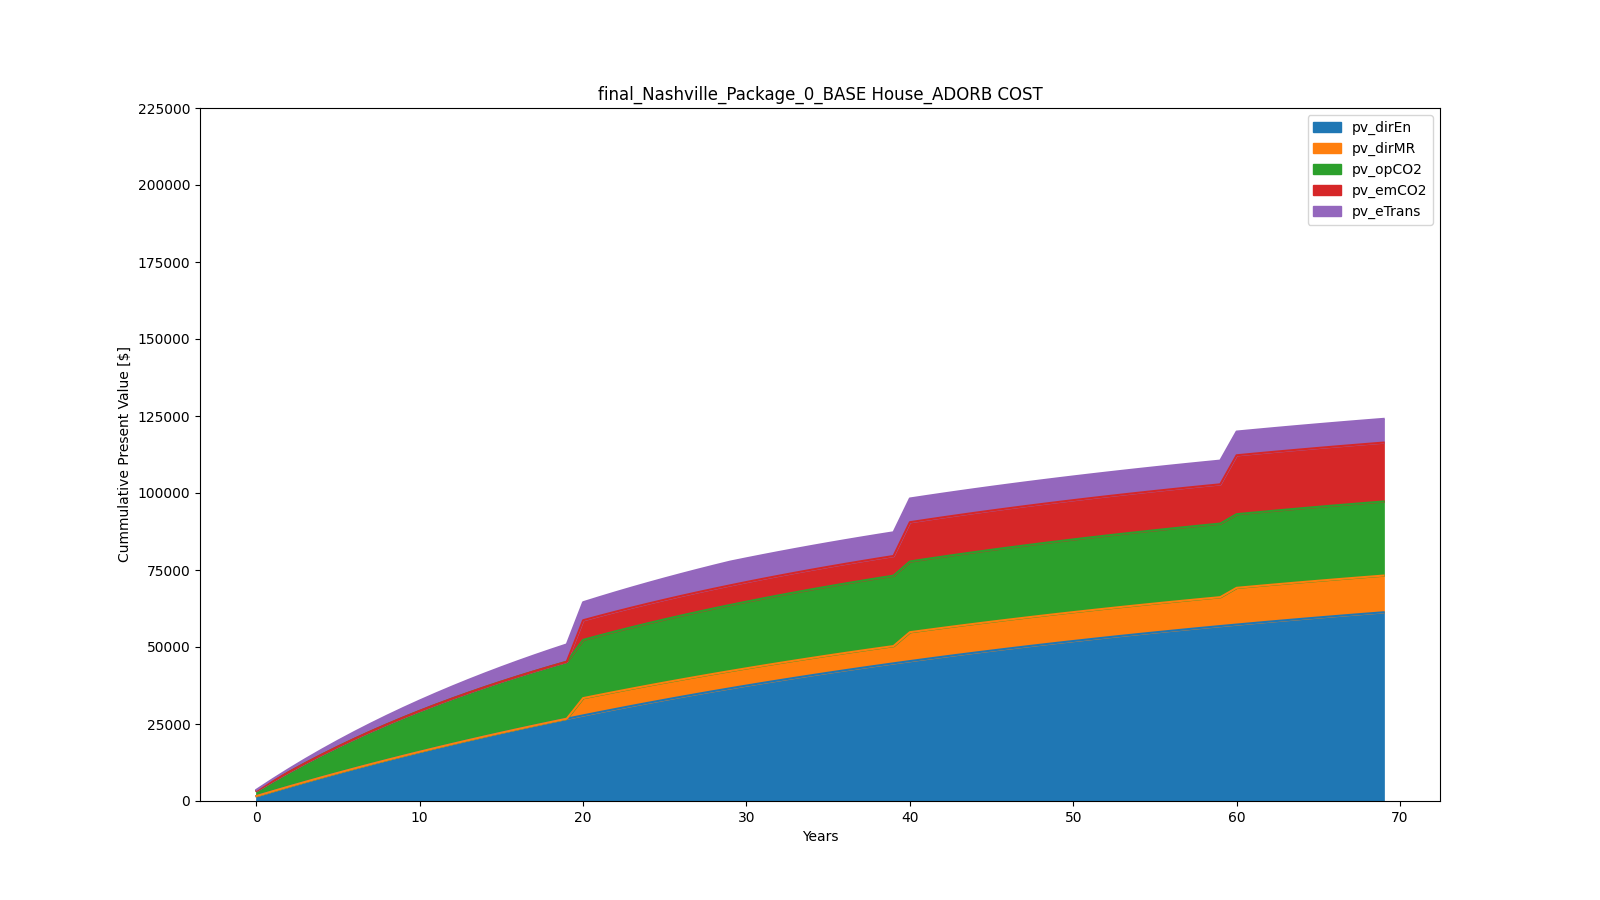 final_Nashville_Package_0_BASE House_ADORB COST
225000
200000
175000
150000
125000
100000
75000
50000
25000
0
Cummulative Present Value [$]
pv_dirEn
pv_dirMR
pv_opCO2
pv_emCO2
pv_eTrans
0 10 20 30 40 50 60 70
Years